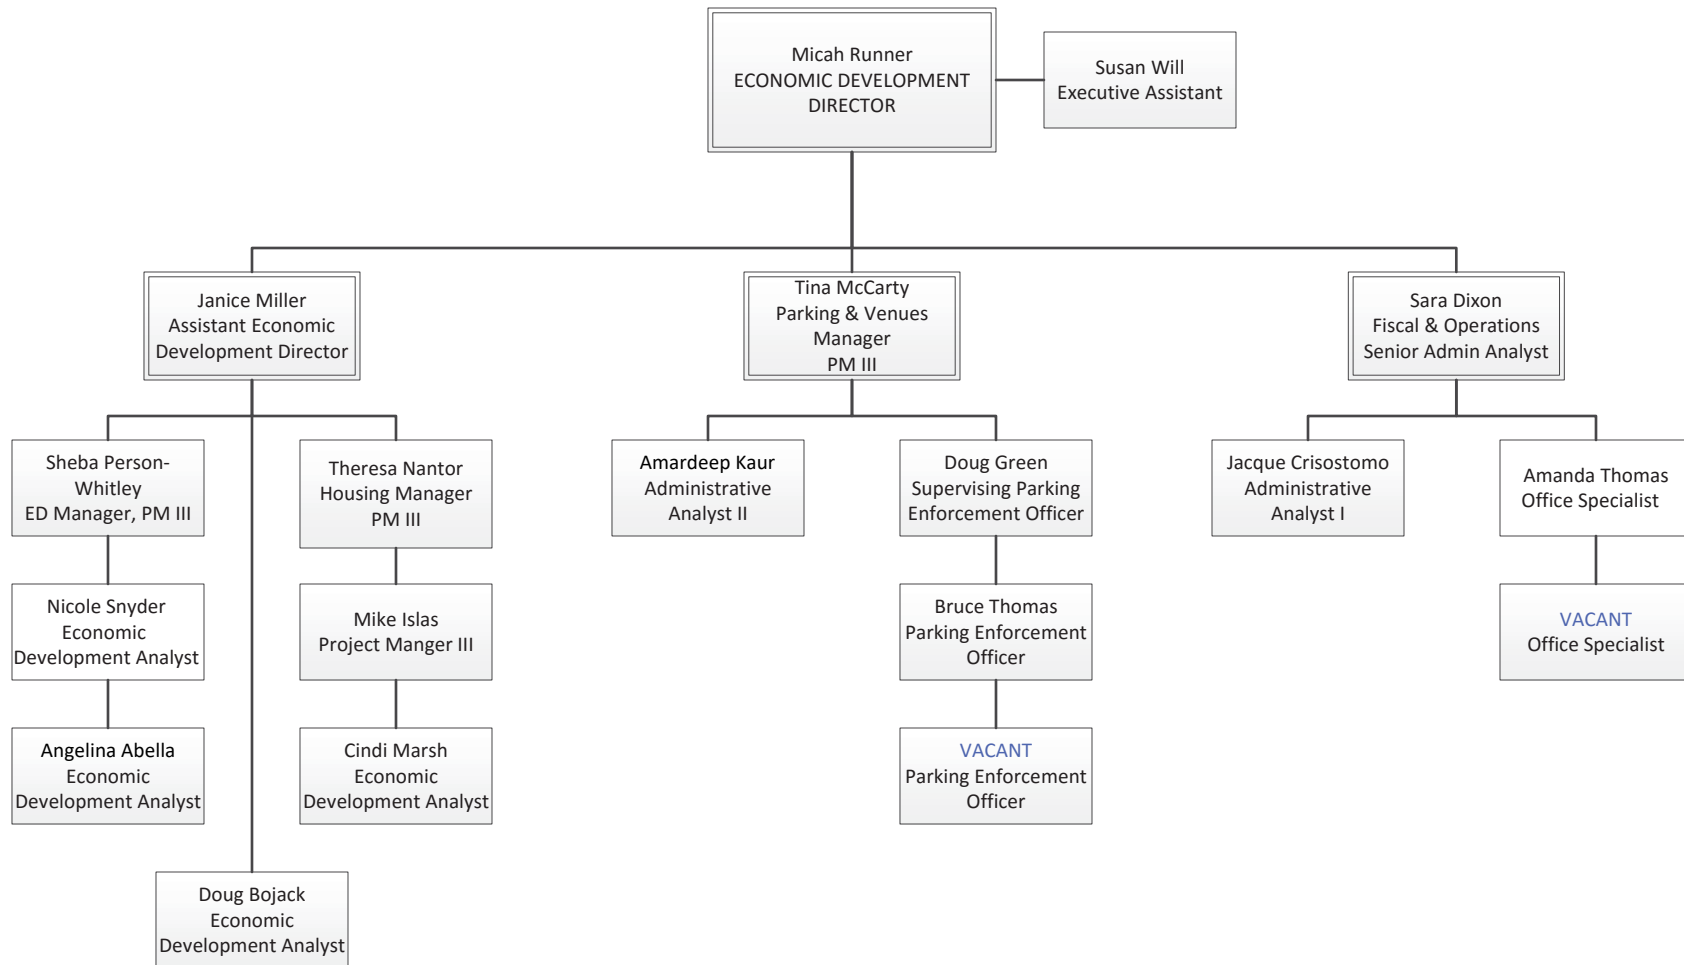 Micah Runner
ECONOMIC DEVELOPMENT
DIRECTOR
Susan Will
Executive Assistant
Janice Miller
Assistant Economic
Development Director
Tina McCarty
Parking & Venues
Manager
PM III
Sara Dixon
Fiscal & Operations
Senior Admin Analyst
Sheba Person-
Whitley
ED Manager, PM III
Theresa Nantor
Housing Manager
PM III
Amardeep Kaur
Administrative
Analyst II
Doug Green
Supervising Parking
Enforcement Officer
Jacque Crisostomo
Administrative
Analyst I
Amanda Thomas
Office Specialist
Nicole Snyder
Economic
Development Analyst
Mike Islas
Project Manger III
Bruce Thomas
Parking Enforcement
Officer
VACANT
Office Specialist
Angelina Abella
Economic
Development Analyst
Cindi Marsh
Economic
Development Analyst
VACANT
Parking Enforcement
Officer
Doug Bojack
Economic
Development Analyst